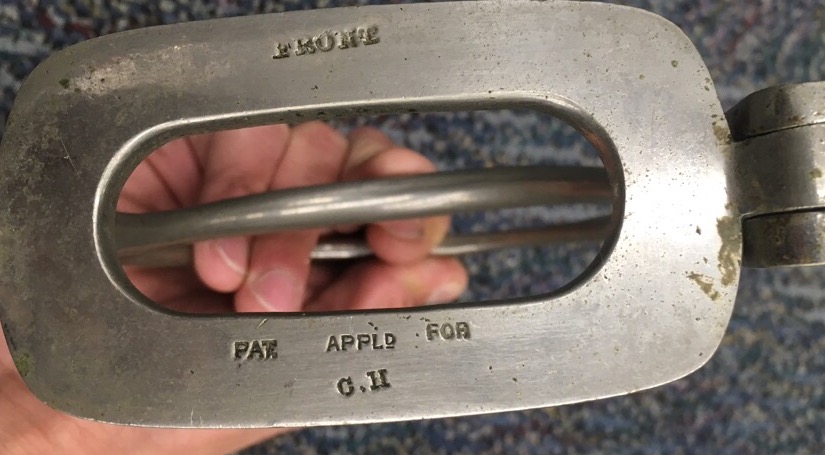 FRONT
PAT. APPLD FOR
C.H